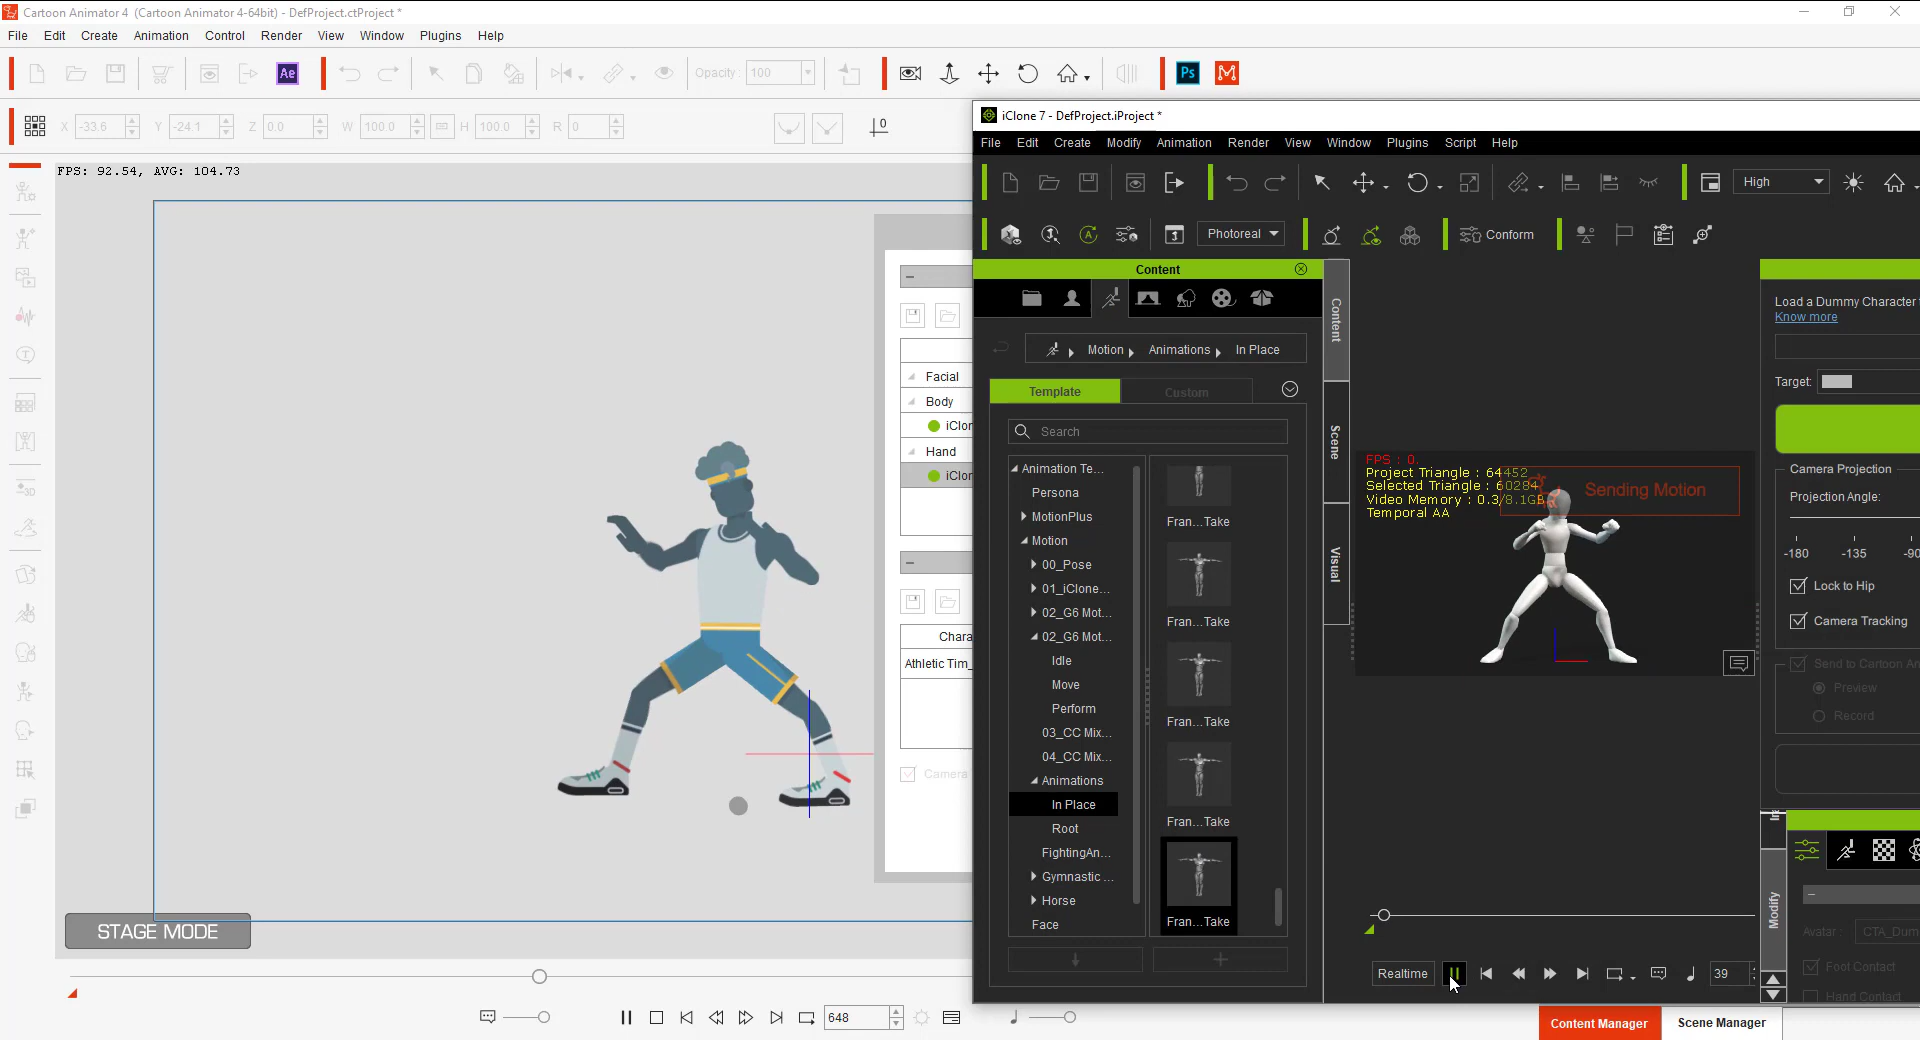 Cartoon Animator 4 (Cartoon Animator 4-64bit) - DefProject.ctProject *
File Edit Create Animation Control Render View Window Plugins Help
Ae
Opacity : 100
Ps
X -33.6 Y -24.1 Z 0.0 W 100.0 H 100.0 R 0
0
FPS: 92.54, AVG: 104.73
Facial
Body
iClon
Hand
iClon
Chara
Athletic Tim_
Camera
STAGE MODE
648
Content Manager
Scene Manager
iClone 7 - DefProject.iProject *
File Edit Create Modify Animation Render View Window Plugins Script Help
High
Photoreal
Conform
Content
Motion Animations In Place
Template
Custom
Search
Animation Te...
Persona
MotionPlus
Motion
00_Pose
01_iClone...
02_G6 Mot...
02_G6 Mot...
Idle
Move
Perform
03_CC Mix...
04_CC Mix...
Animations
In Place
Root
FightingAn...
Gymnastic ...
Horse
Face
Fran...Take
Fran...Take
Fran...Take
Fran...Take
Fran...Take
Content
Scene
Visual
FPS : 0.
Project Triangle : 64452
Selected Triangle : 60284
Video Memory : 0.3/8.1GB
Temporal AA
Sending Motion
Realtime
39
Load a Dummy Character
Know more
Target:
Camera Projection
Projection Angle:
-180 -135 -90
Lock to Hip
Camera Tracking
Send to Cartoon An
Preview
Record
Modify
Avatar : CTA_Dum
Foot Contact
Hand Contact